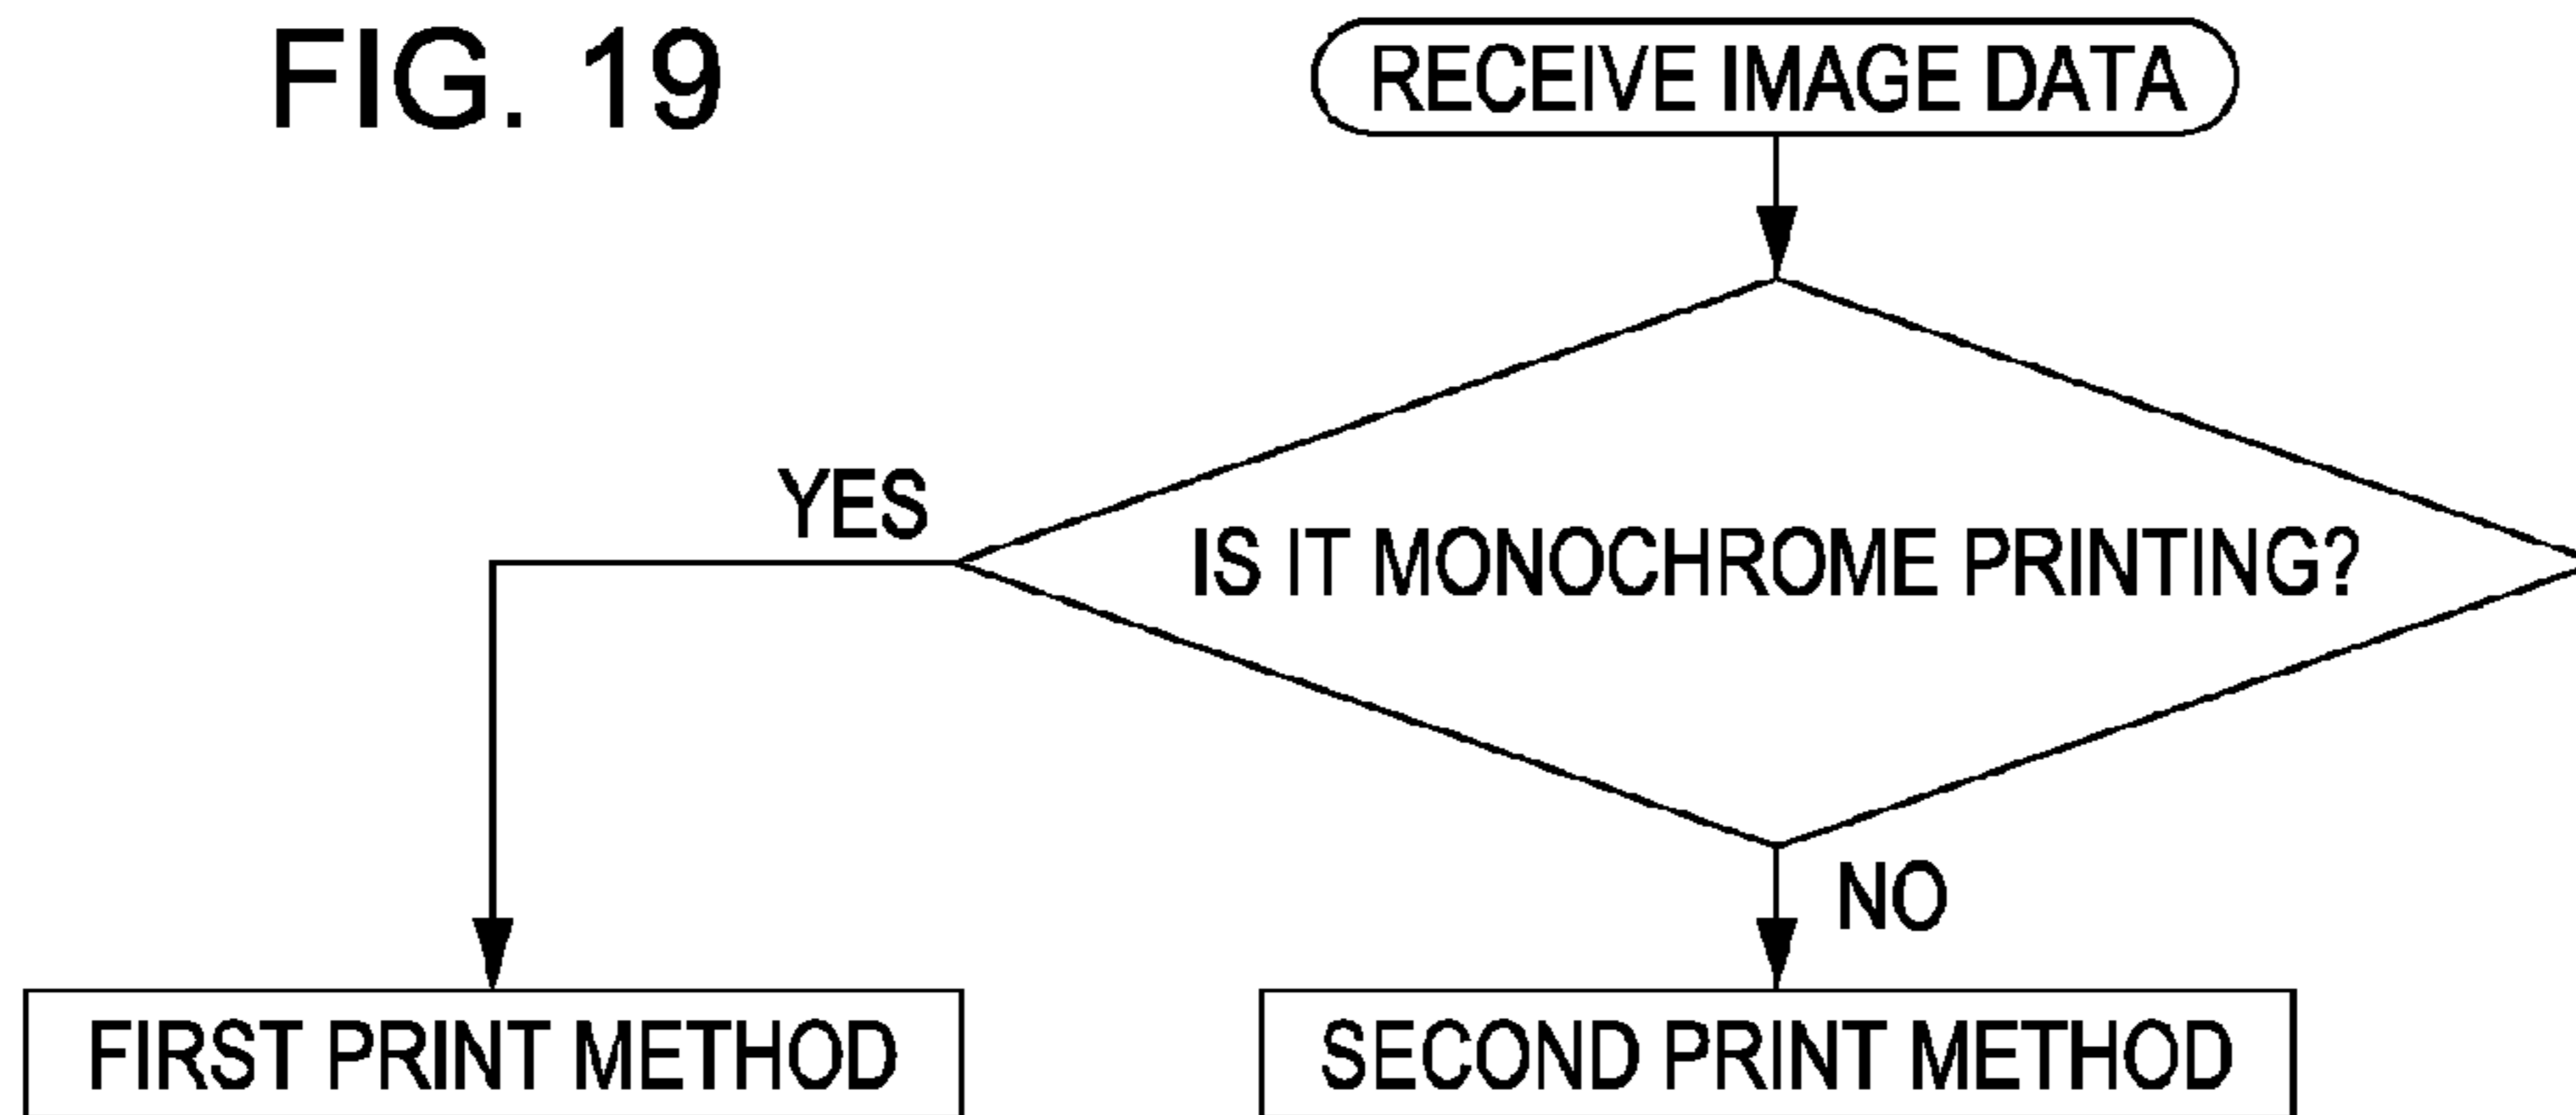 FIG. 19
RECEIVE IMAGE DATA
IS IT MONOCHROME PRINTING?
YES
NO
FIRST PRINT METHOD
SECOND PRINT METHOD